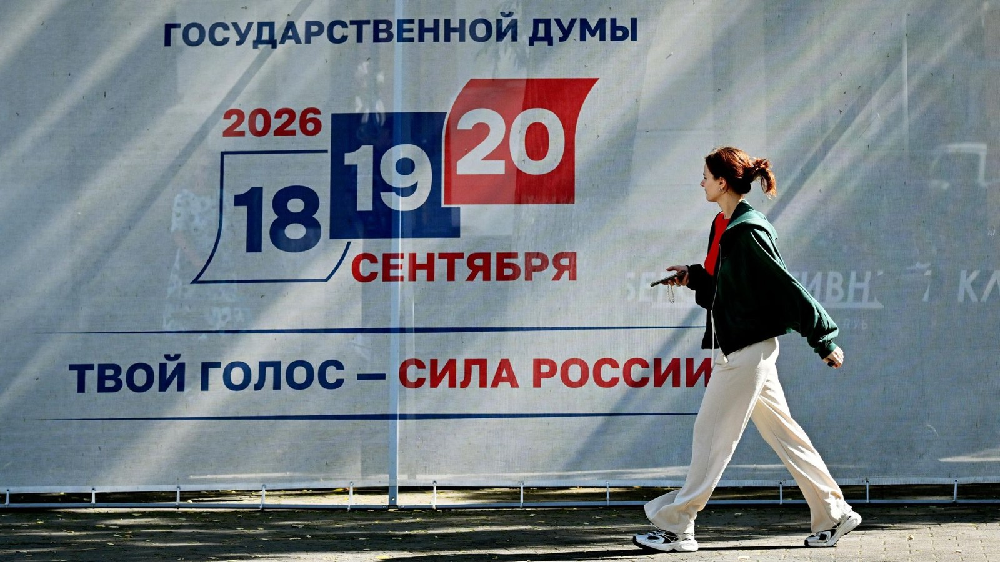 ГОСУДАРСТВЕННОЙ ДУМЫ
2026
18 19 20
СЕНТЯБРЯ
ТВОЙ ГОЛОС – СИЛА РОССИИ